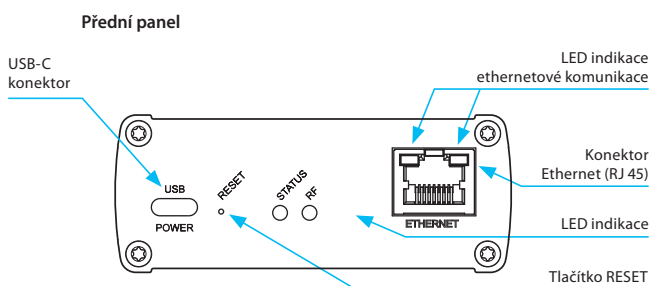 Přední panel
USB-C
konektor
LED indikace
ethernetové komunikace
Konektor
Ethernet (RJ 45)
USB
POWER
RESET
STATUS
RF
ETHERNET
LED indikace
Tlačítko RESET